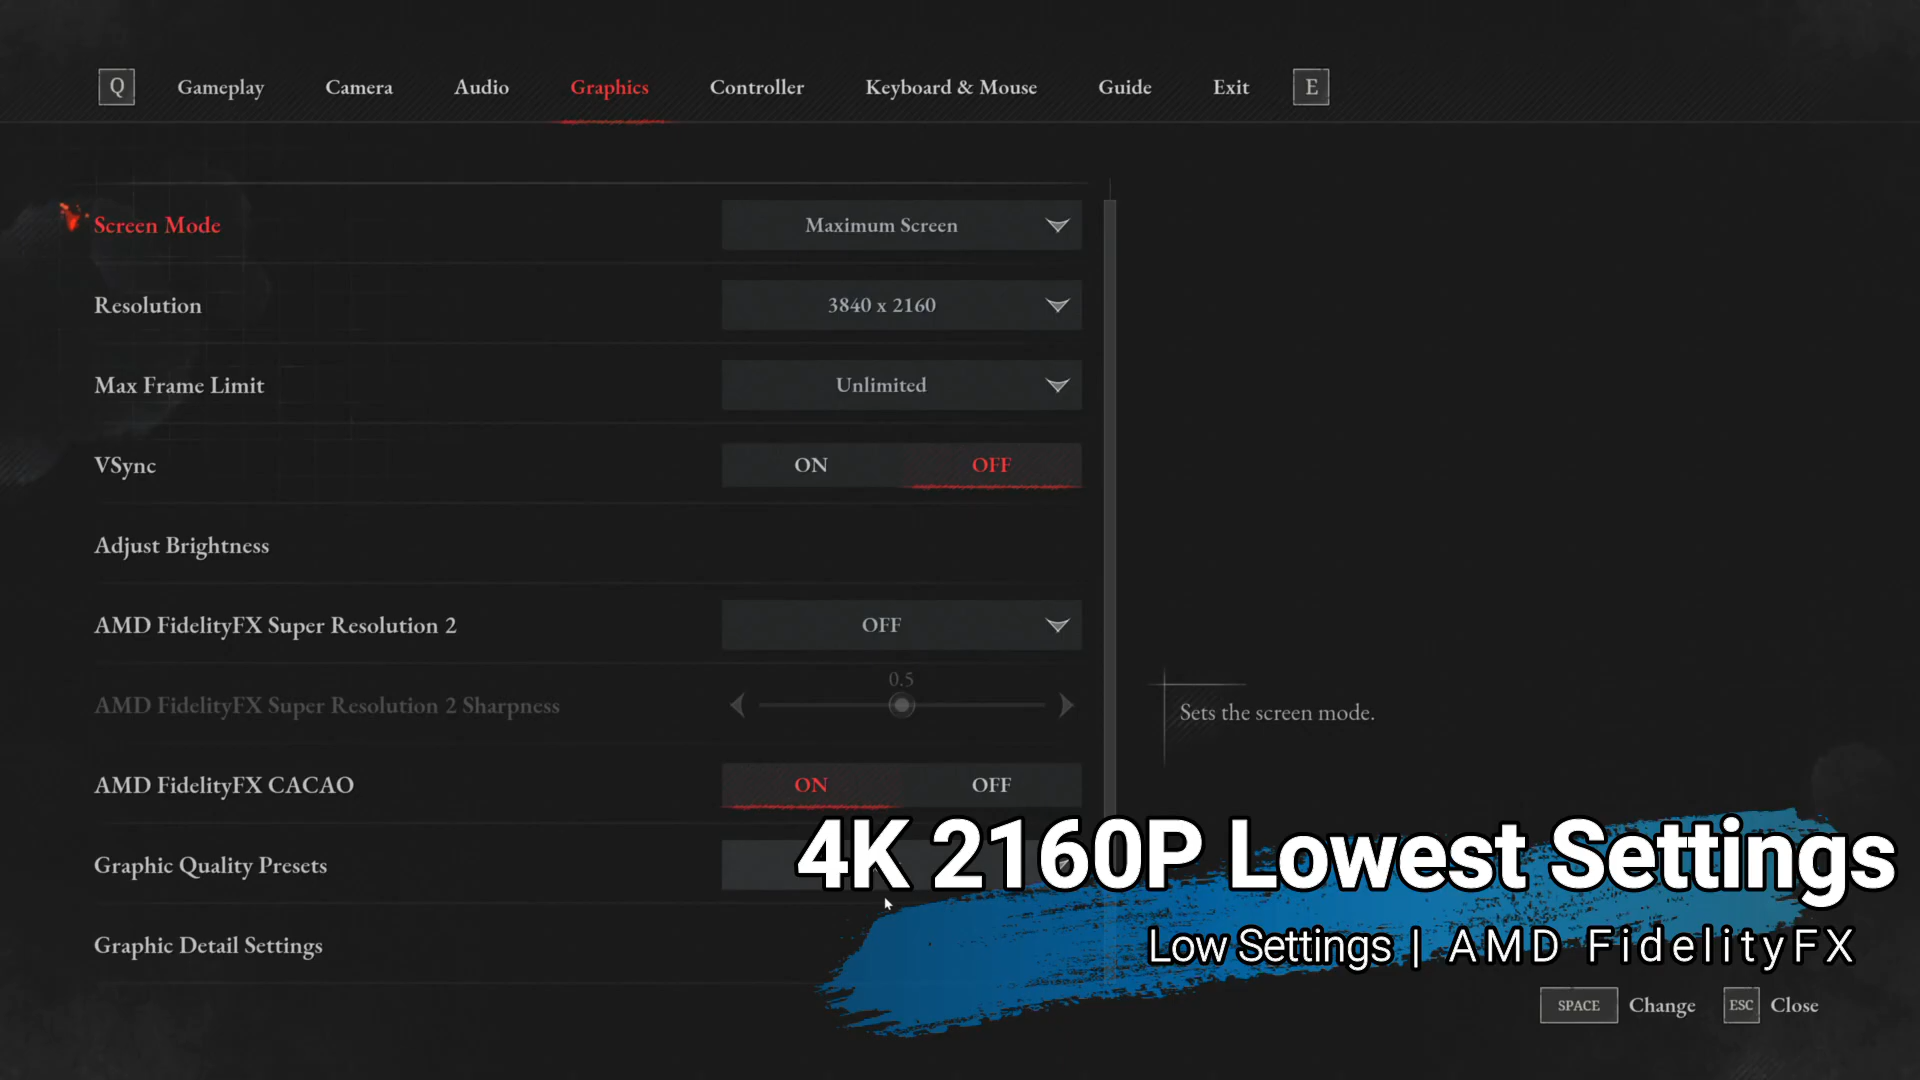 Q Gameplay Camera Audio Graphics Controller Keyboard & Mouse Guide Exit E
Screen Mode Maximum Screen
Resolution 3840 x 2160
Max Frame Limit Unlimited
VSync ON OFF
Adjust Brightness
AMD FidelityFX Super Resolution 2 OFF
0.5
AMD FidelityFX Super Resolution 2 Sharpness
Sets the screen mode.
AMD FidelityFX CACAO ON OFF
Graphic Quality Presets
4K 2160P Lowest Settings
Graphic Detail Settings
Low Settings | AMD FidelityFX
SPACE Change ESC Close